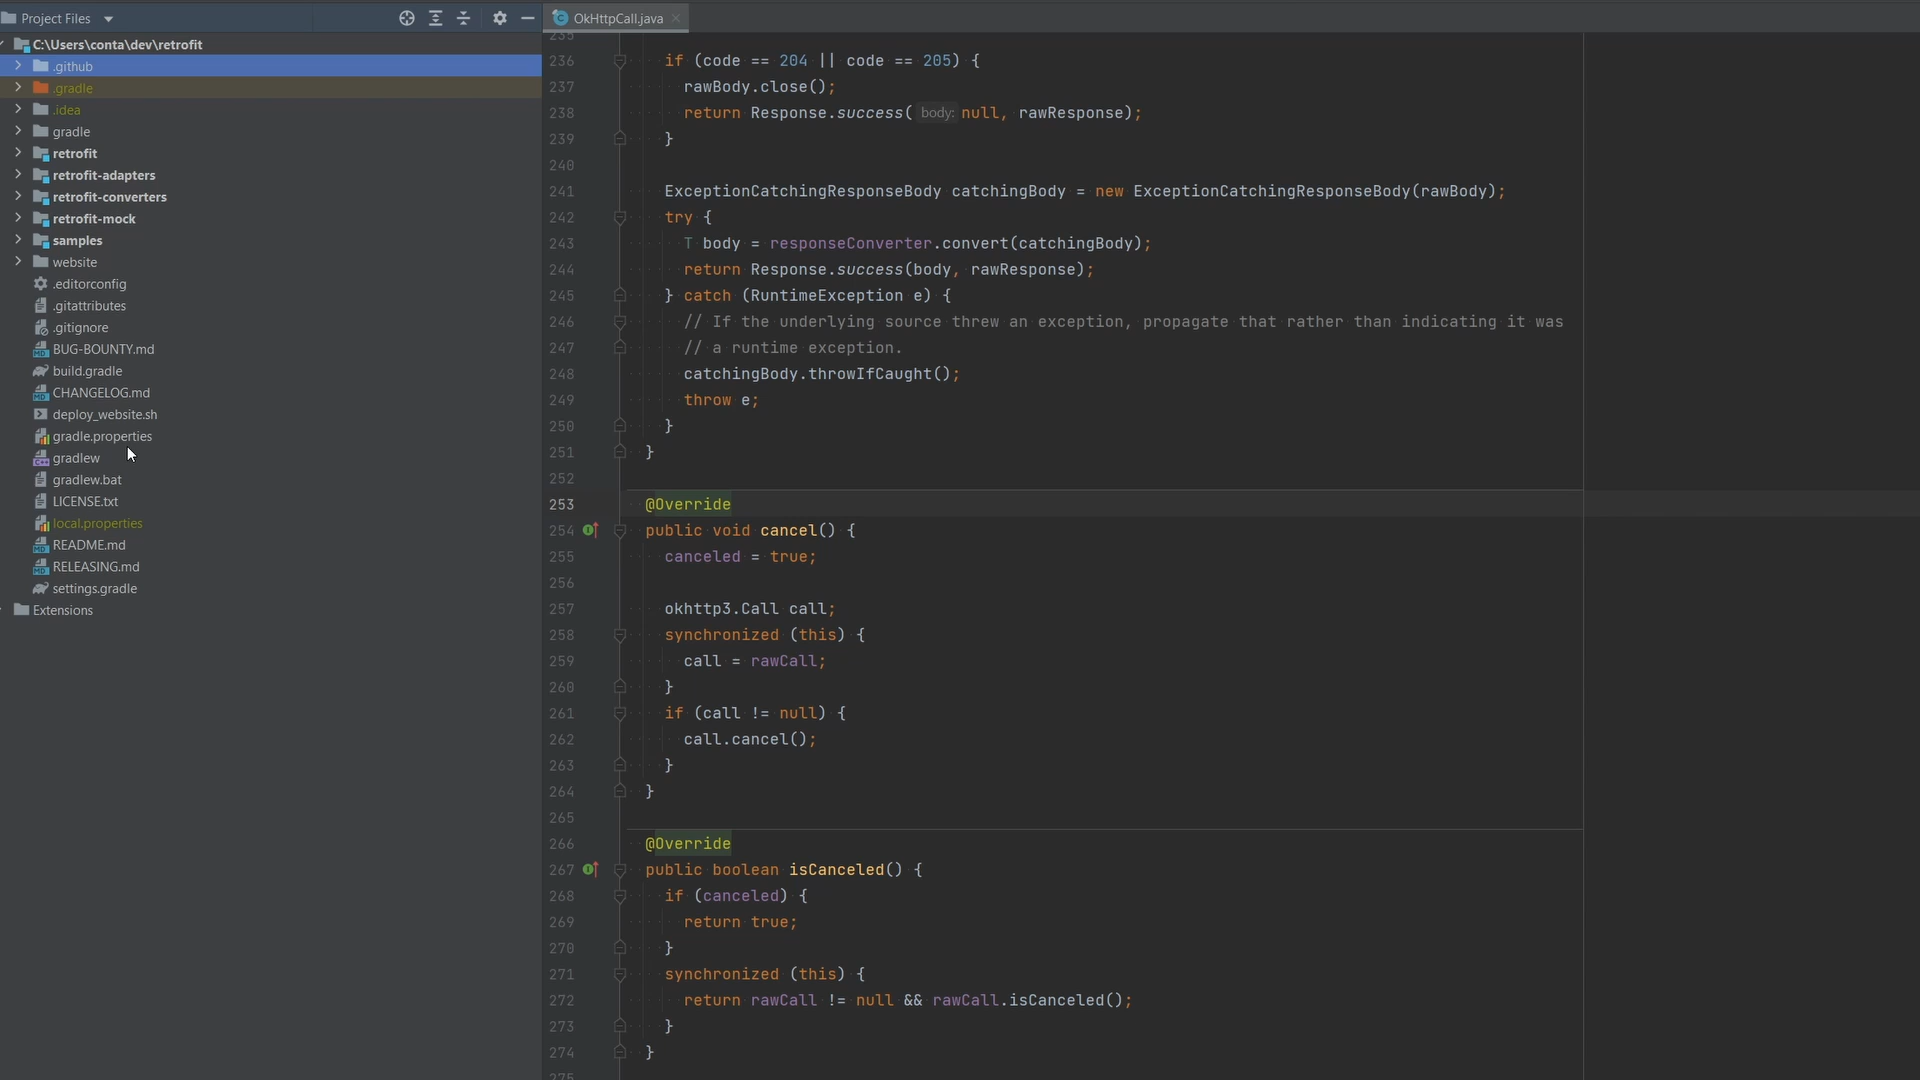 Project Files
C:\Users\conta\dev\retrofit
.github
.gradle
.idea
gradle
retrofit
retrofit-adapters
retrofit-converters
retrofit-mock
samples
website
.editorconfig
.gitattributes
.gitignore
BUG-BOUNTY.md
build.gradle
CHANGELOG.md
deploy_website.sh
gradle.properties
gradlew
gradlew.bat
LICENSE.txt
local.properties
README.md
RELEASING.md
settings.gradle
Extensions
OkHttpCall.java
235
236 if (code == 204 || code == 205) {
237 rawBody.close();
238 return Response.success( body: null, rawResponse);
239 }
240
241 ExceptionCatchingResponseBody catchingBody = new ExceptionCatchingResponseBody(rawBody);
242 try {
243 T body = responseConverter.convert(catchingBody);
244 return Response.success(body, rawResponse);
245 } catch (RuntimeException e) {
246 // If the underlying source threw an exception, propagate that rather than indicating it was
247 // a runtime exception.
248 catchingBody.throwIfCaught();
249 throw e;
250 }
251 }
252
253 @Override
254 public void cancel() {
255 canceled = true;
256
257 okhttp3.Call call;
258 synchronized (this) {
259 call = rawCall;
260 }
261 if (call != null) {
262 call.cancel();
263 }
264 }
265
266 @Override
267 public boolean isCanceled() {
268 if (canceled) {
269 return true;
270 }
271 synchronized (this) {
272 return rawCall != null && rawCall.isCanceled();
273 }
274 }
275